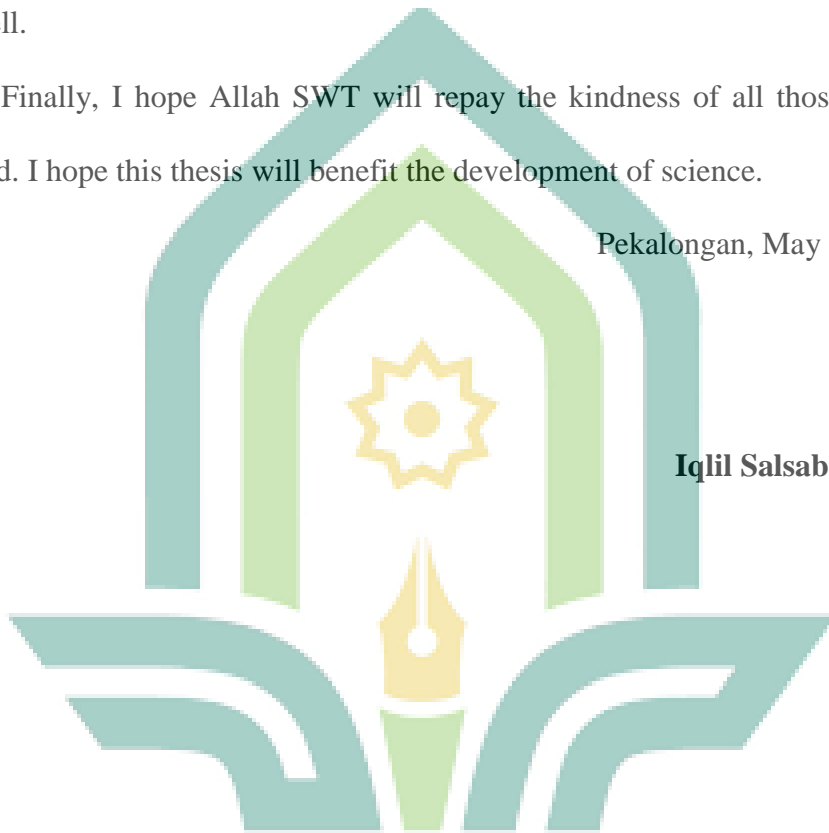 ell.
Finally, I hope Allah SWT will repay the kindness of all thos
d. I hope this thesis will benefit the development of science.
Pekalongan, May
Iqlil Salsab